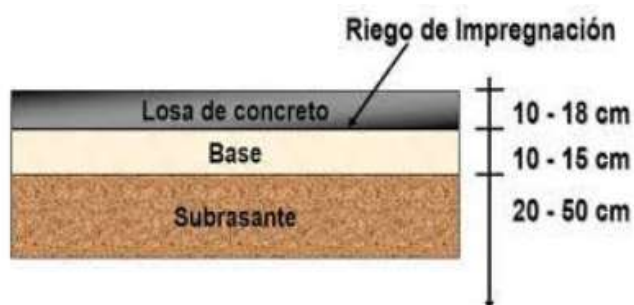 Riego de Impregnación
Losa de concreto
10 - 18 cm
Base
10 - 15 cm
Subrasante
20 - 50 cm